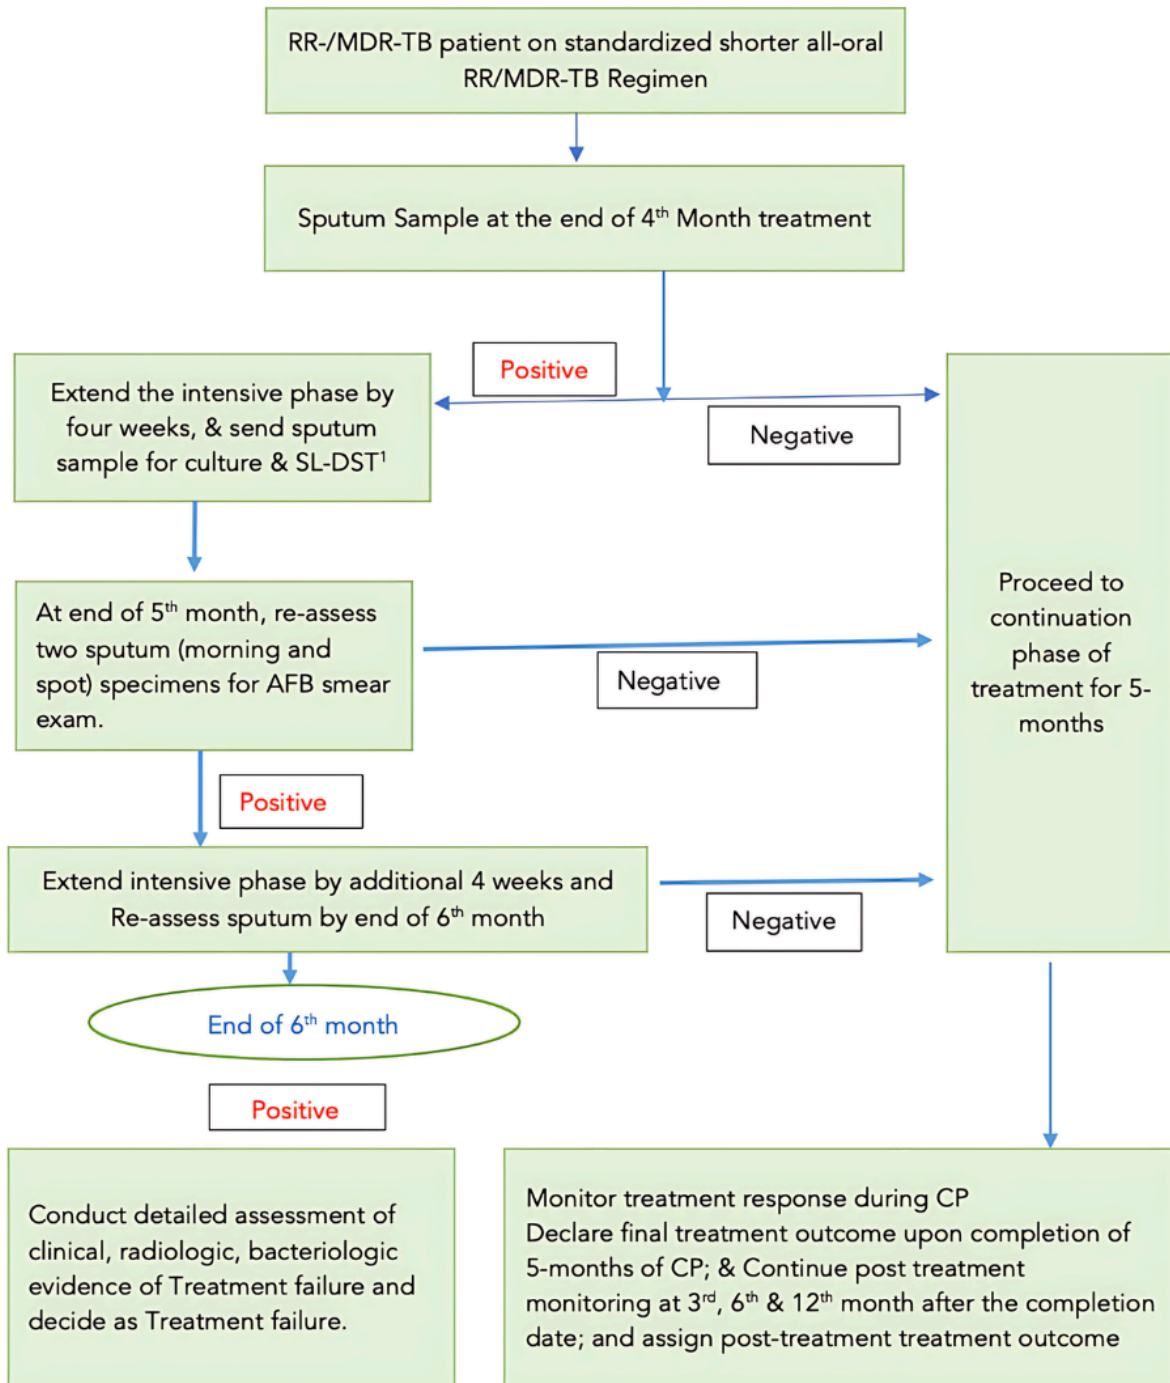 RR-/MDR-TB patient on standardized shorter all-oral
RR/MDR-TB Regimen
Sputum Sample at the end of 4th Month treatment
Positive
Negative
Extend the intensive phase by
four weeks, & send sputum
sample for culture & SL-DST1
At end of 5th month, re-assess
two sputum (morning and
spot) specimens for AFB smear
exam.
Negative
Proceed to
continuation
phase of
treatment for 5-
months
Positive
Extend intensive phase by additional 4 weeks and
Re-assess sputum by end of 6th month
Negative
End of 6th month
Positive
Conduct detailed assessment of
clinical, radiologic, bacteriologic
evidence of Treatment failure and
decide as Treatment failure.
Monitor treatment response during CP
Declare final treatment outcome upon completion of
5-months of CP; & Continue post treatment
monitoring at 3rd, 6th & 12th month after the completion
date; and assign post-treatment treatment outcome